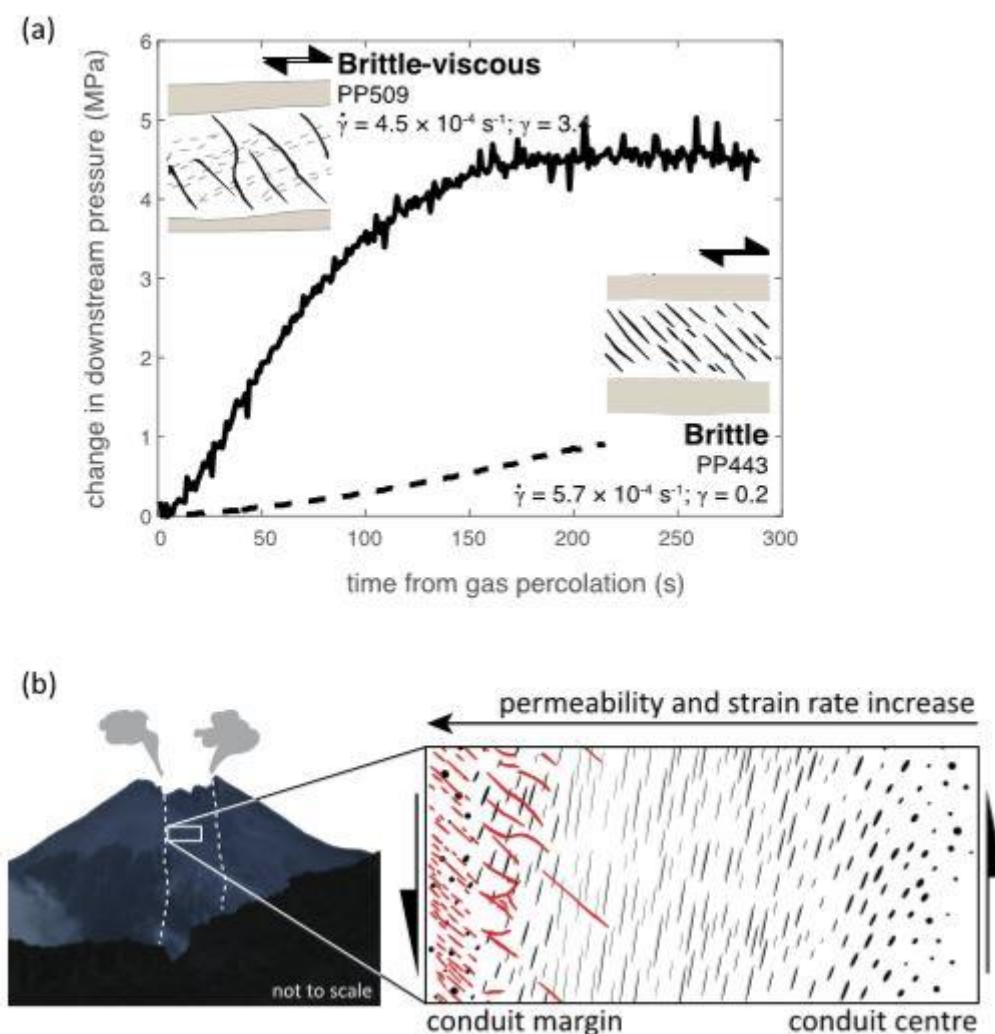 (a)
change in downstream pressure (MPa)
6
5
4
3
2
1
0
Brittle-viscous
PP509
γ̇ = 4.5 × 10⁻⁴ s⁻¹; γ = 3.4
Brittle
PP443
γ̇ = 5.7 × 10⁻⁴ s⁻¹; γ = 0.2
0 50 100 150 200 250 300
time from gas percolation (s)
(b)
permeability and strain rate increase
not to scale
conduit margin conduit centre